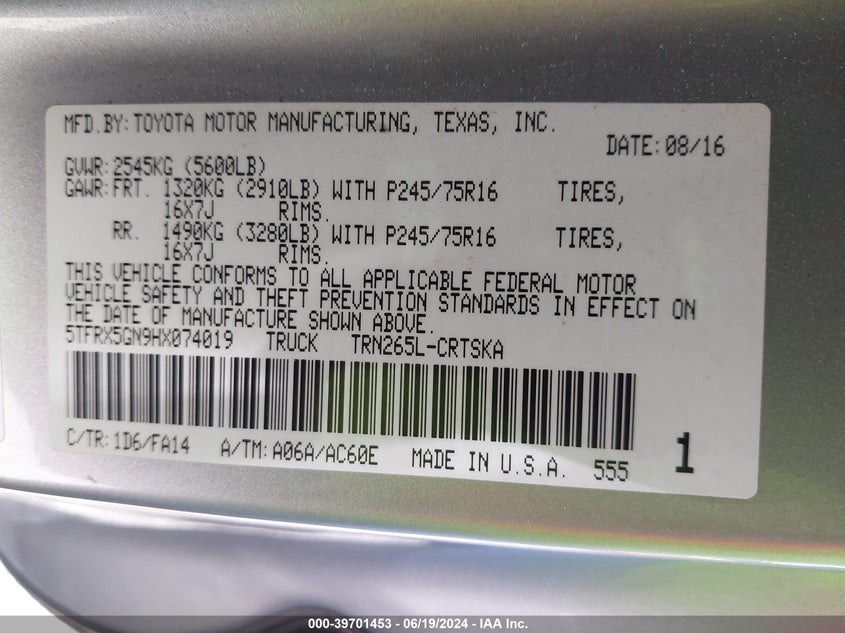 MFD.BY: TOYOTA MOTOR MANUFACTURING, TEXAS, INC.
DATE: 08/16
GVWR: 2545KG (5600LB)
GAWR: FRT. 1320KG (2910LB) WITH P245/75R16 TIRES,
16X7J RIMS.
RR. 1490KG (3280LB) WITH P245/75R16 TIRES,
16X7J RIMS.
THIS VEHICLE CONFORMS TO ALL APPLICABLE FEDERAL MOTOR
VEHICLE SAFETY AND THEFT PREVENTION STANDARDS IN EFFECT ON
THE DATE OF MANUFACTURE SHOWN ABOVE.
5TFRX5GN9HX074019 TRUCK TRN265L-CRTSKA
C/TR: 1D6/FA14 A/TM: A06A/AC60E MADE IN U.S.A. 555 1
000-39701453 - 06/19/2024 - IAA Inc.